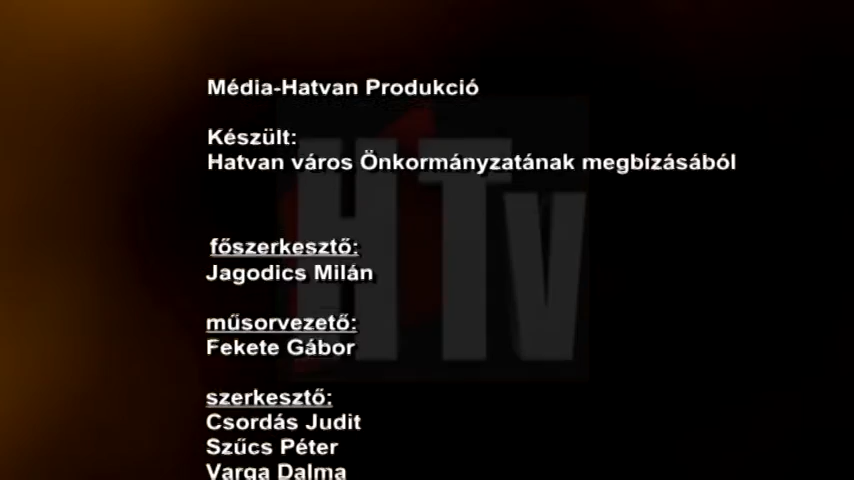 Média-Hatvan Produkció
Készült:
Hatvan város Önkormányzatának megbízásából
HTv
főszerkesztő:
Jagodics Milán
műsorvezető:
Fekete Gábor
szerkesztő:
Csordás Judit
Szűcs Péter
Varga Dalma